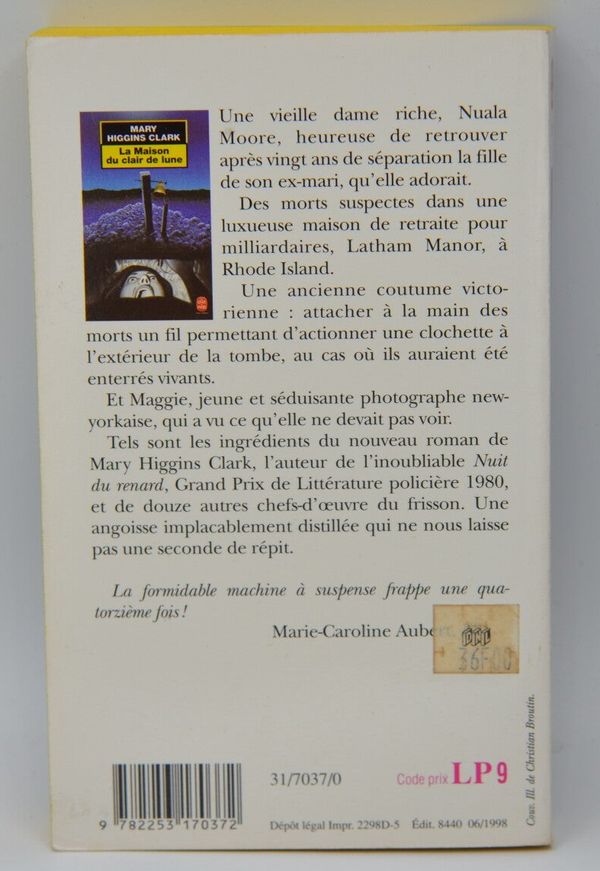 MARY
HIGGINS CLARK
La Maison
du clair de lune
Une vieille dame riche, Nuala
Moore, heureuse de retrouver
après vingt ans de séparation la fille
de son ex-mari, qu'elle adorait.
Des morts suspectes dans une
luxueuse maison de retraite pour
milliardaires, Latham Manor, à
Rhode Island.
Une ancienne coutume victo-
rienne : attacher à la main des
morts un fil permettant d'actionner une clochette à
l'extérieur de la tombe, au cas où ils auraient été
enterrés vivants.
Et Maggie, jeune et séduisante photographe new-
yorkaise, qui a vu ce qu'elle ne devait pas voir.
Tels sont les ingrédients du nouveau roman de
Mary Higgins Clark, l'auteur de l'inoubliable Nuit
du renard, Grand Prix de Littérature policière 1980,
et de douze autres chefs-d'œuvre du frisson. Une
angoisse implacablement distillée qui ne nous laisse
pas une seconde de répit.
La formidable machine à suspense frappe une qua-
torzième fois !
Marie-Caroline Aubert,
36F00
31/7037/0
Code prix LP9
9 782253 170372
Dépôt légal Impr. 2298D-5 Édit. 8440 06/1998
Couv. Ill. de Christian Broutin.